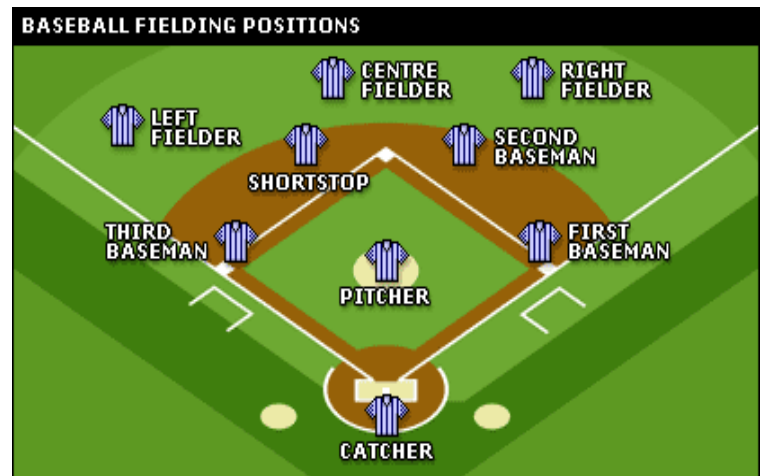 BASEBALL FIELDING POSITIONS
CENTRE
FIELDER
RIGHT
FIELDER
LEFT
FIELDER
SECOND
BASEMAN
SHORTSTOP
THIRD
BASEMAN
FIRST
BASEMAN
PITCHER
CATCHER